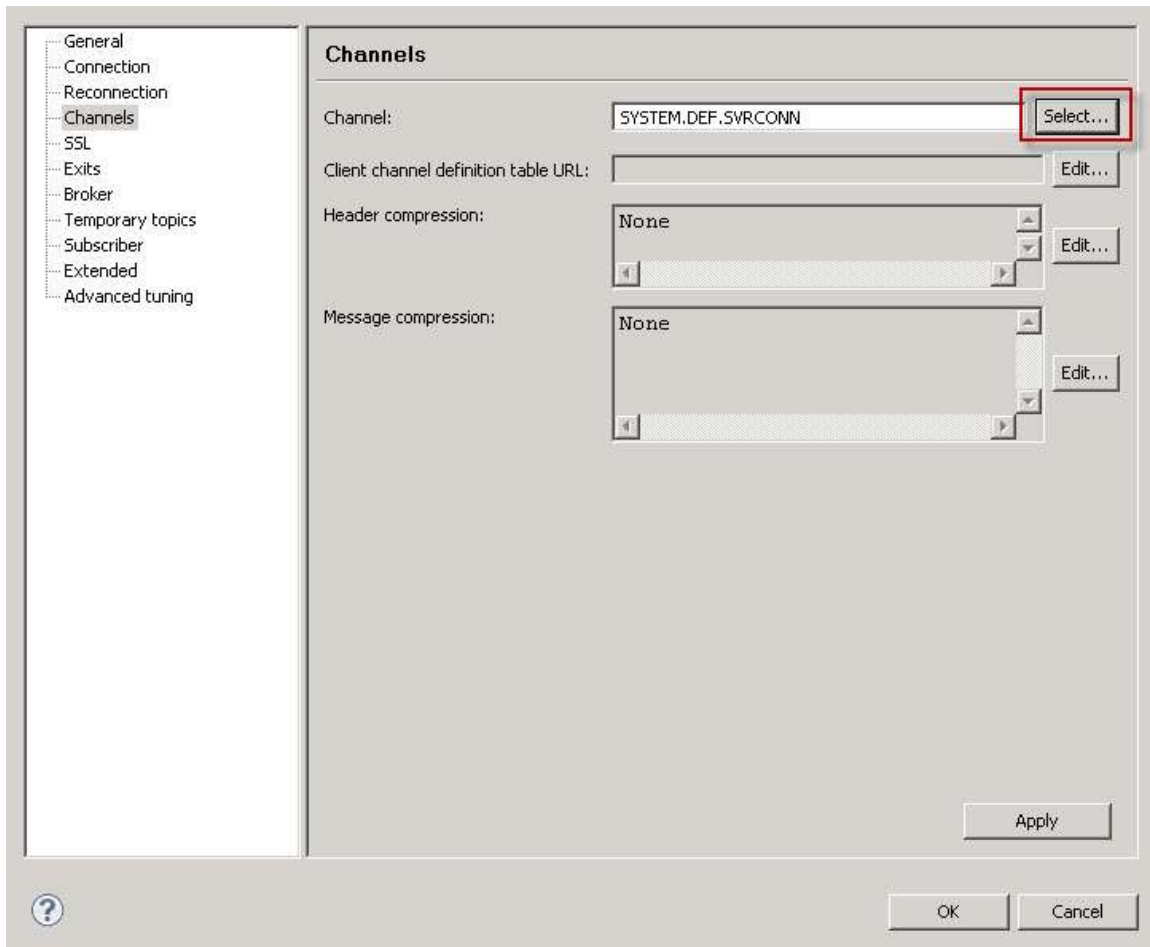 General
Connection
Reconnection
Channels
SSL
Exits
Broker
Temporary topics
Subscriber
Extended
Advanced tuning
Channels
Channel:
SYSTEM.DEF.SVRCONN
Select...
Client channel definition table URL:
Edit...
Header compression:
None
Edit...
Message compression:
None
Edit...
Apply
?
OK
Cancel